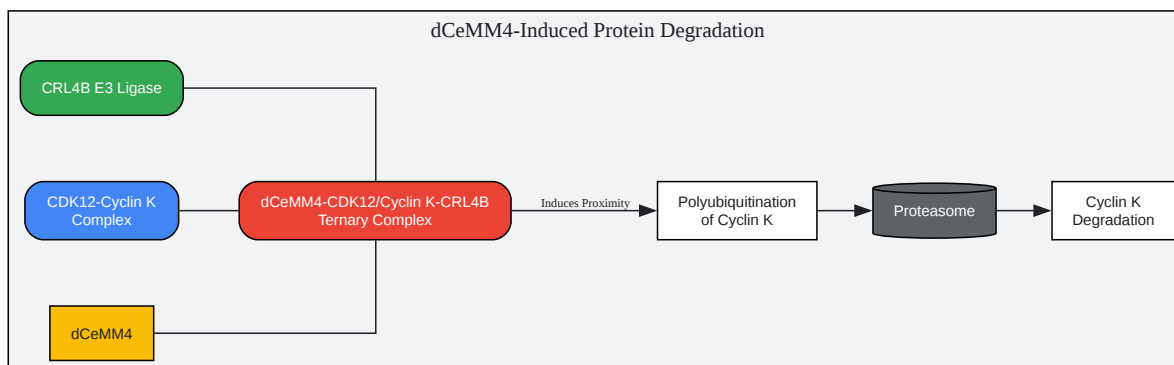 dCeMM4-Induced Protein Degradation
CRL4B E3 Ligase
CDK12-Cyclin K
Complex
dCeMM4-CDK12/Cyclin K-CRL4B
Ternary Complex
Induces Proximity
Polyubiquitination
of Cyclin K
Proteasome
Cyclin K
Degradation
dCeMM4